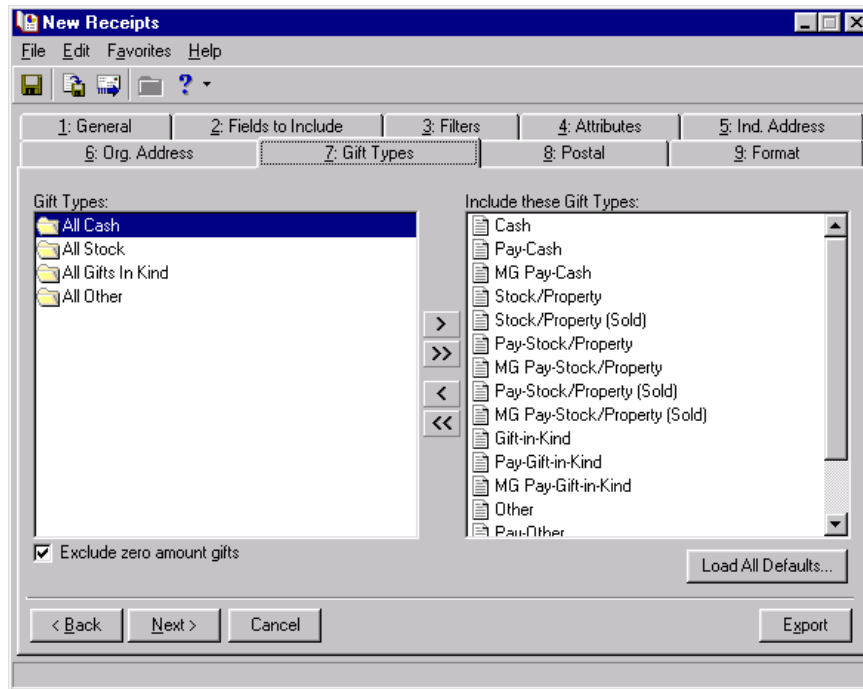 New Receipts
File Edit Favorites Help
1: General 2: Fields to Include 3: Filters 4: Attributes 5: Ind. Address
6: Org. Address 7: Gift Types 8: Postal 9: Format
Gift Types:
All Cash
All Stock
All Gifts In Kind
All Other
>
>>
<
<<
Include these Gift Types:
Cash
Pay-Cash
MG Pay-Cash
Stock/Property
Stock/Property (Sold)
Pay-Stock/Property
MG Pay-Stock/Property
Pay-Stock/Property (Sold)
MG Pay-Stock/Property (Sold)
Gift-in-Kind
Pay-Gift-in-Kind
MG Pay-Gift-in-Kind
Other
Pay-Other
Exclude zero amount gifts
Load All Defaults...
< Back Next > Cancel Export